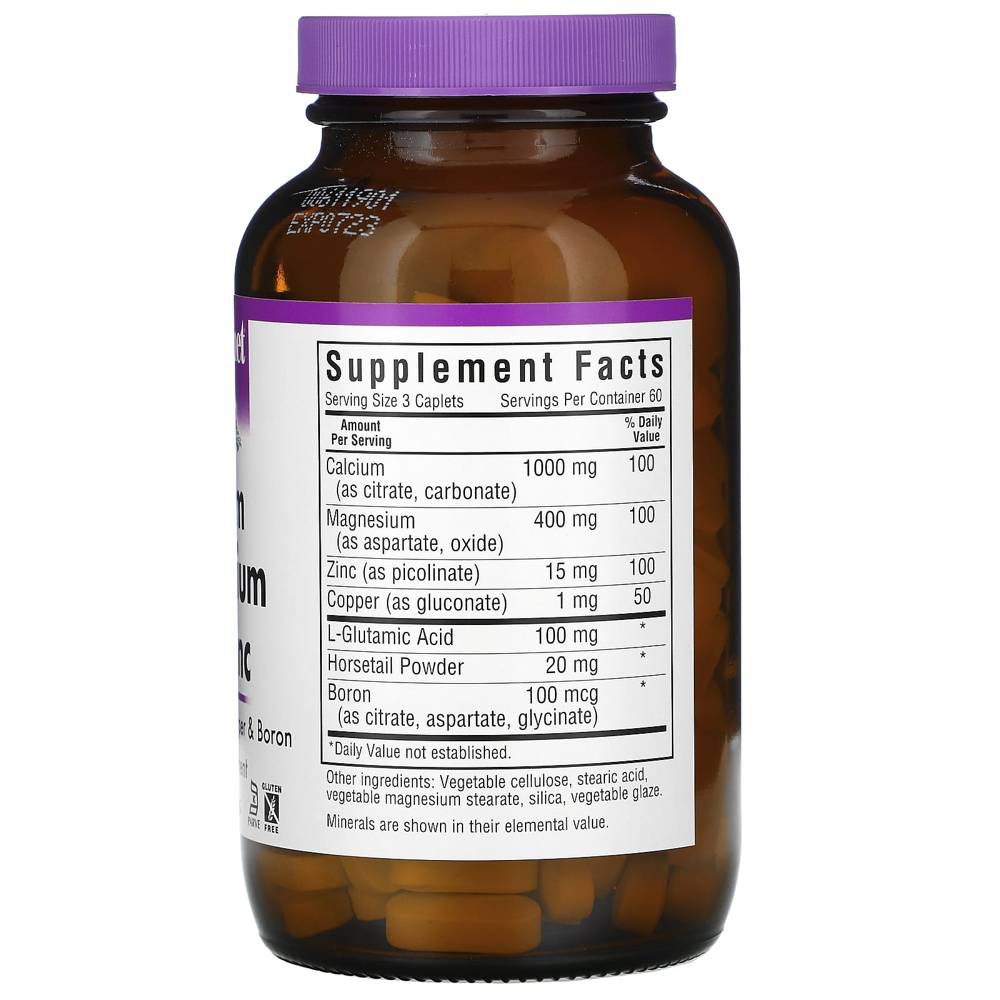 00611901
EXP0723
Supplement Facts
Serving Size 3 Caplets Servings Per Container 60
Amount Per Serving % Daily Value
Calcium 1000 mg 100
(as citrate, carbonate)
Magnesium 400 mg 100
(as aspartate, oxide)
Zinc (as picolinate) 15 mg 100
Copper (as gluconate) 1 mg 50
L-Glutamic Acid 100 mg *
Horsetail Powder 20 mg *
Boron 100 mcg *
(as citrate, aspartate, glycinate)
*Daily Value not established.
Other ingredients: Vegetable cellulose, stearic acid,
vegetable magnesium stearate, silica, vegetable glaze.
Minerals are shown in their elemental value.
& Boron
PARVE
GLUTEN
FREE